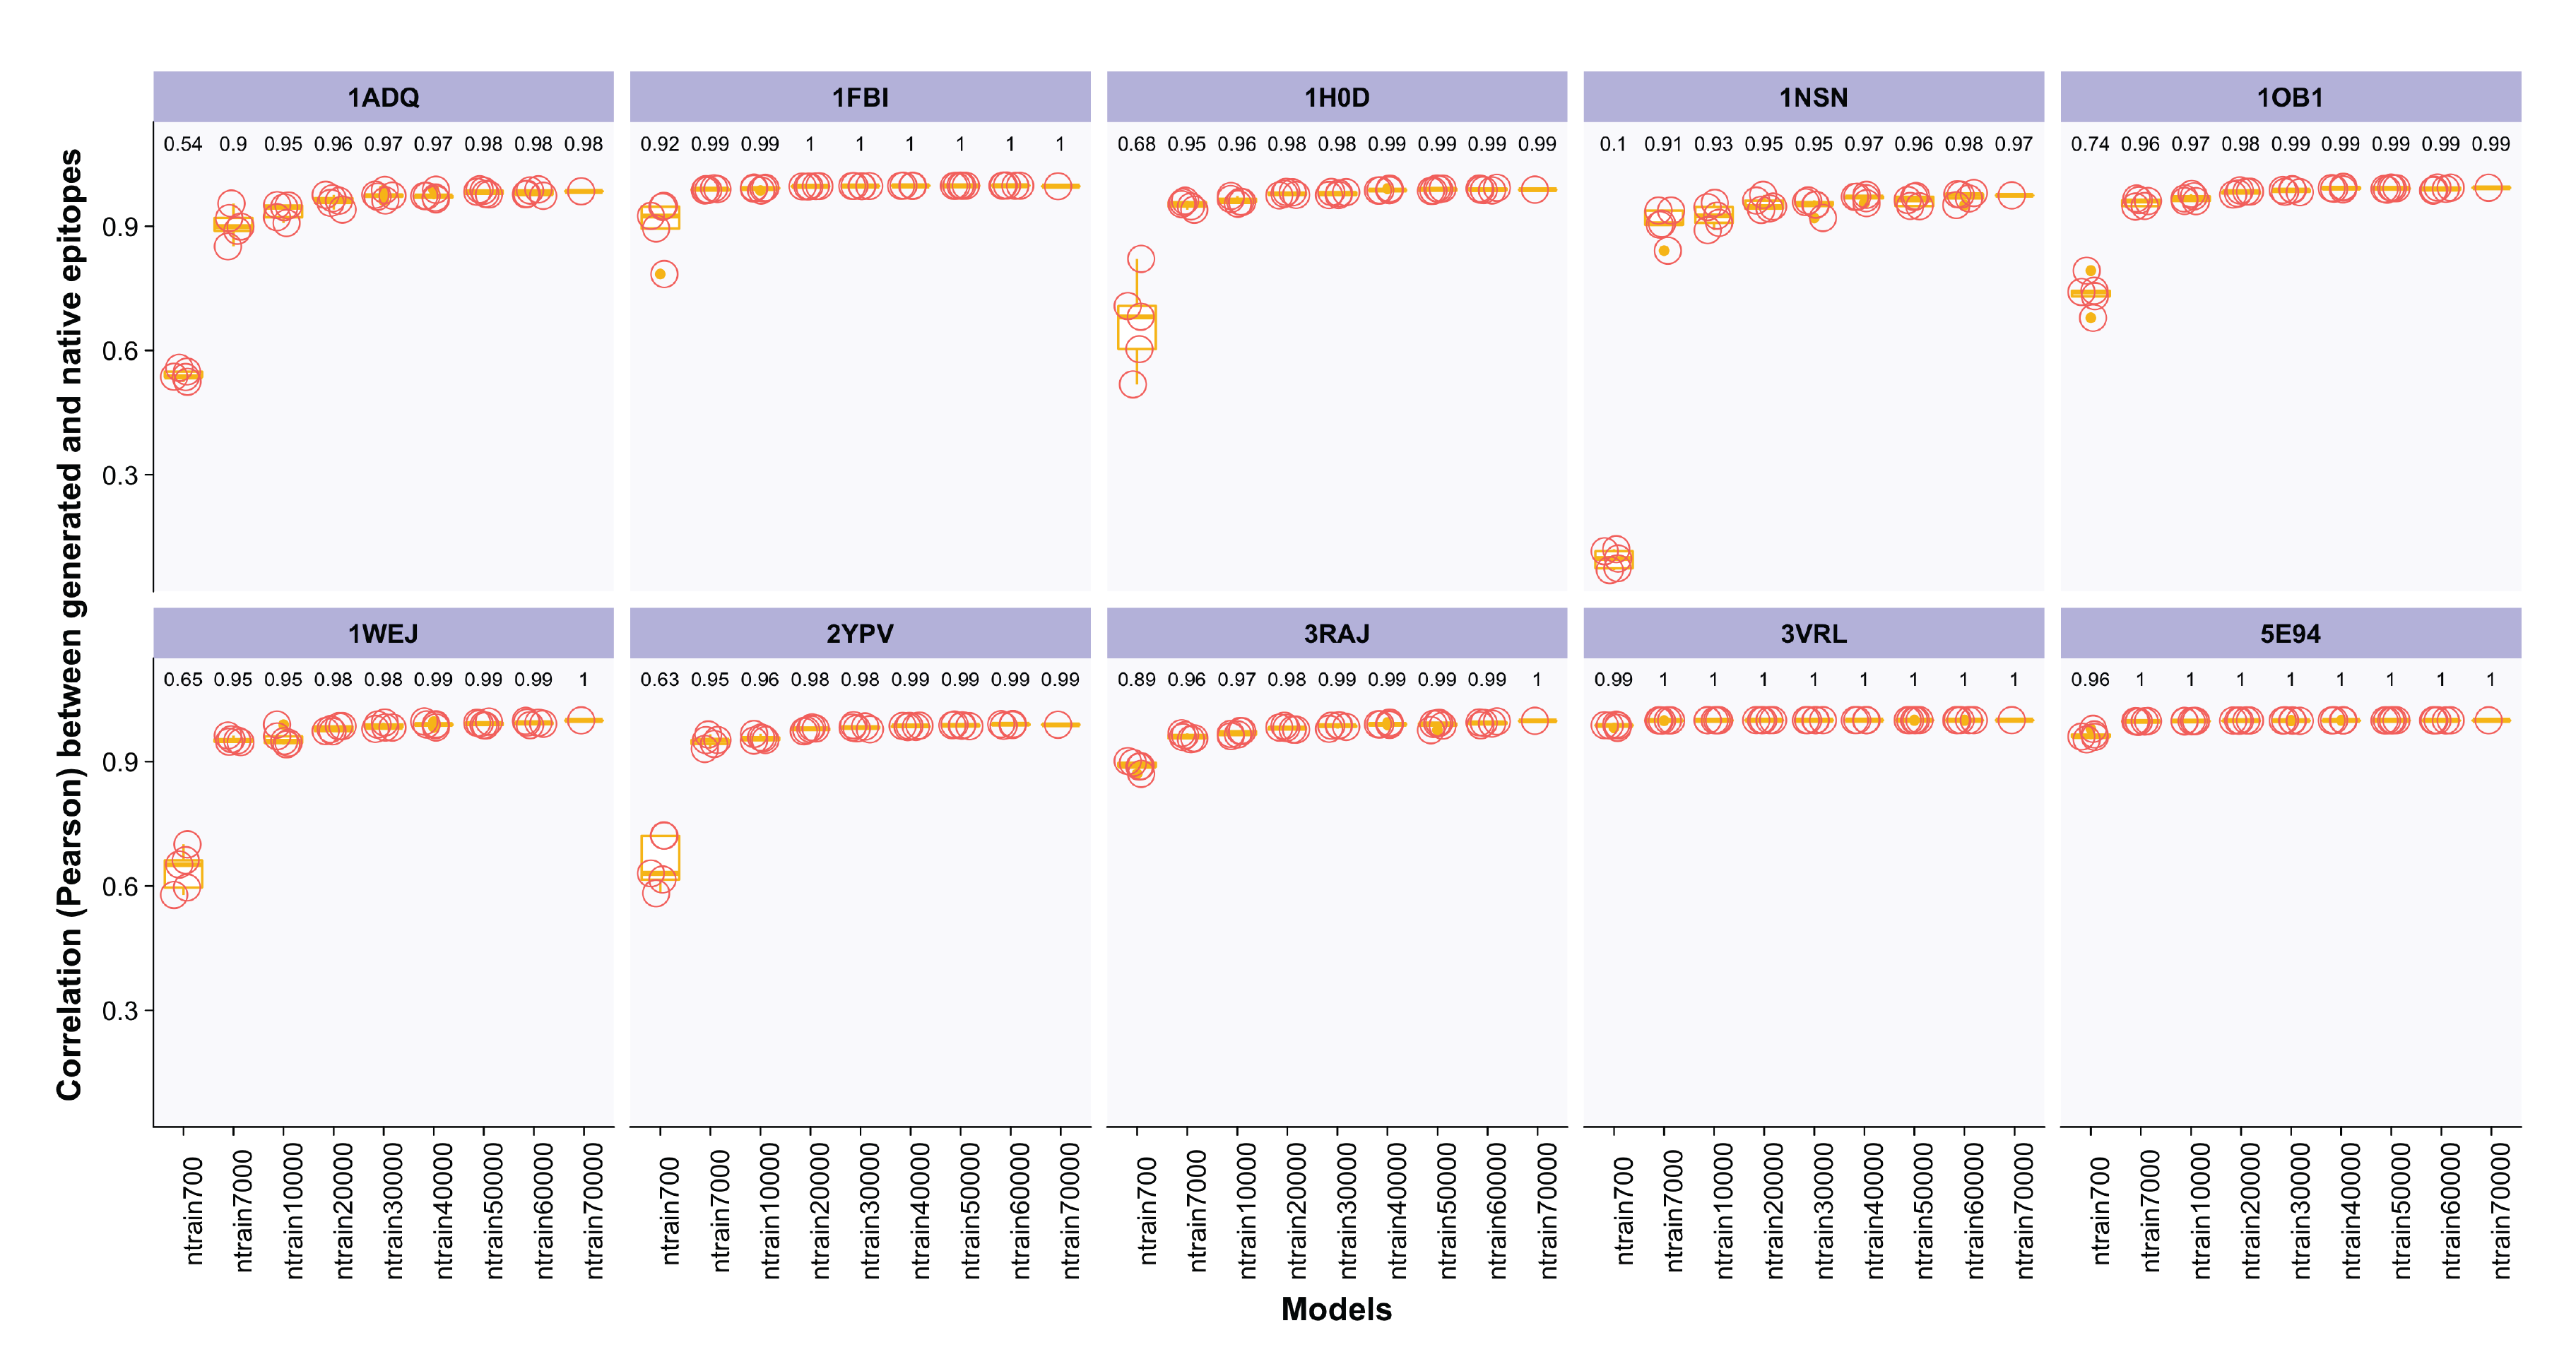 1ADQ 1FBI 1H0D 1NSN 1OB1
0.54 0.9 0.95 0.96 0.97 0.97 0.98 0.98 0.98 0.92 0.99 0.99 1 1 1 1 1 1 0.68 0.95 0.96 0.98 0.98 0.99 0.99 0.99 0.99 0.1 0.91 0.93 0.95 0.95 0.97 0.96 0.98 0.97 0.74 0.96 0.97 0.98 0.99 0.99 0.99 0.99 0.99
0.9
0.6
0.3
Correlation (Pearson) between generated and native epitopes
1WEJ 2YPV 3RAJ 3VRL 5E94
0.65 0.95 0.95 0.98 0.98 0.99 0.99 0.99 1 0.63 0.95 0.96 0.98 0.98 0.99 0.99 0.99 0.99 0.89 0.96 0.97 0.98 0.99 0.99 0.99 0.99 1 0.99 1 1 1 1 1 1 1 1 0.96 1 1 1 1 1 1 1 1
0.9
0.6
0.3
ntrain700 ntrain7000 ntrain10000 ntrain20000 ntrain30000 ntrain40000 ntrain50000 ntrain60000 ntrain70000 ntrain700 ntrain7000 ntrain10000 ntrain20000 ntrain30000 ntrain40000 ntrain50000 ntrain60000 ntrain70000 ntrain700 ntrain7000 ntrain10000 ntrain20000 ntrain30000 ntrain40000 ntrain50000 ntrain60000 ntrain70000 ntrain700 ntrain7000 ntrain10000 ntrain20000 ntrain30000 ntrain40000 ntrain50000 ntrain60000 ntrain70000 ntrain700 ntrain7000 ntrain10000 ntrain20000 ntrain30000 ntrain40000 ntrain50000 ntrain60000 ntrain70000
Models